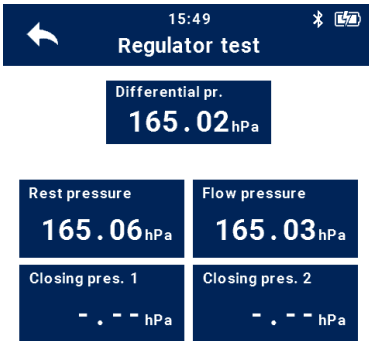 15:49
Regulator test
Differential pr.
165.02hPa
Rest pressure
165.06hPa
Flow pressure
165.03hPa
Closing pres. 1
-.--hPa
Closing pres. 2
-.--hPa